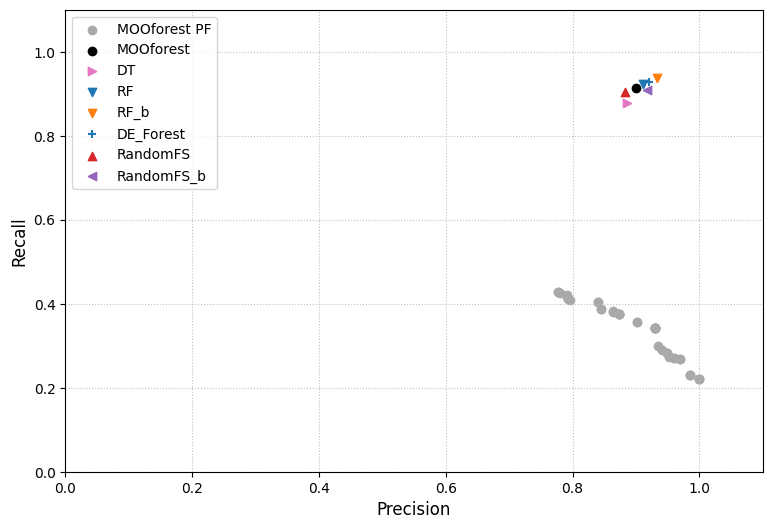 MOOforest PF
MOOforest
DT
RF
RF_b
DE_Forest
RandomFS
RandomFS_b
1.0
0.8
0.6
0.4
0.2
0.0
Recall
0.0 0.2 0.4 0.6 0.8 1.0
Precision